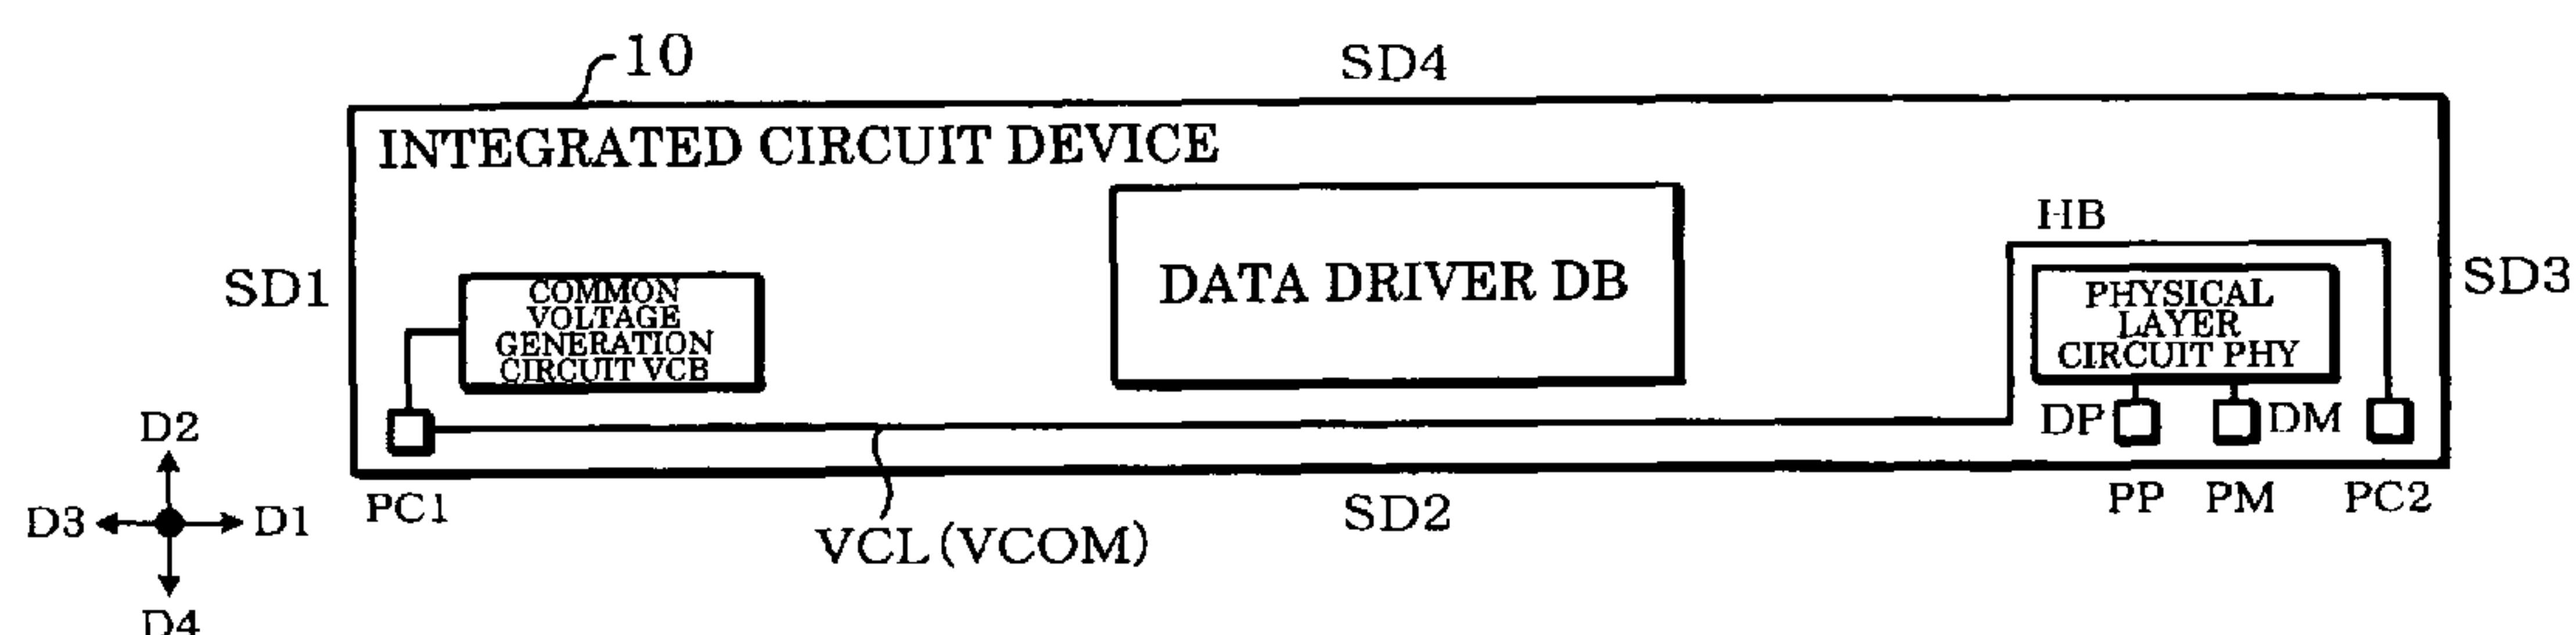 10
SD4
INTEGRATED CIRCUIT DEVICE
HB
SD1
COMMON
VOLTAGE
GENERATION
CIRCUIT VCB
DATA DRIVER DB
PHYSICAL
LAYER
CIRCUIT PHY
SD3
DP
DM
D2
D3
D1
D4
PC1
VCL(VCOM)
SD2
PP
PM
PC2